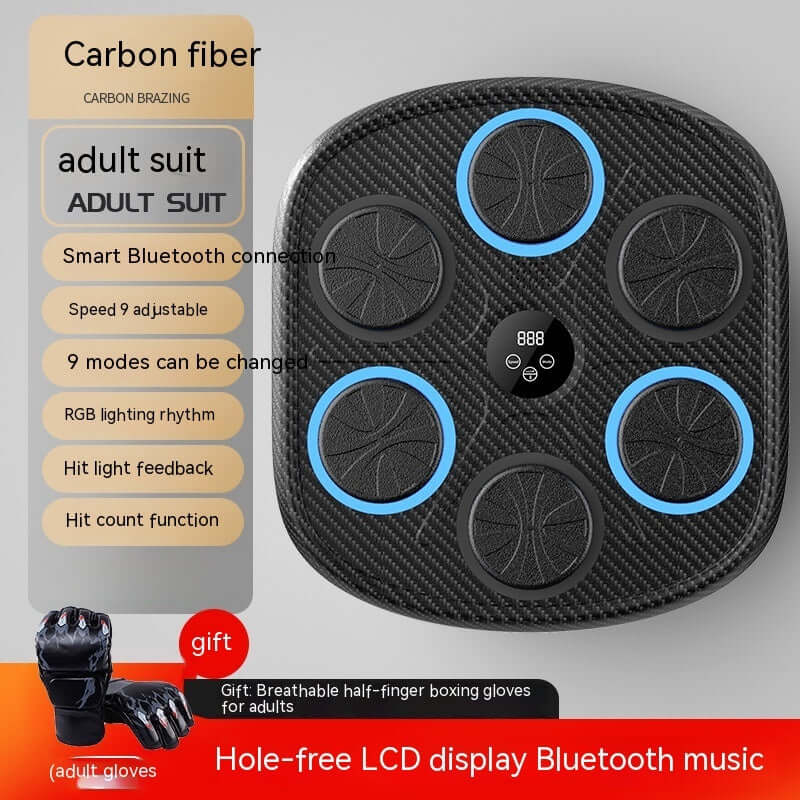 Carbon fiber
CARBON BRAZING
adult suit
ADULT SUIT
Smart Bluetooth connection
Speed 9 adjustable
9 modes can be changed
RGB lighting rhythm
Hit light feedback
Hit count function
888
Speed
Mode
gift
Gift: Breathable half-finger boxing gloves
for adults
(adult gloves
Hole-free LCD display Bluetooth music